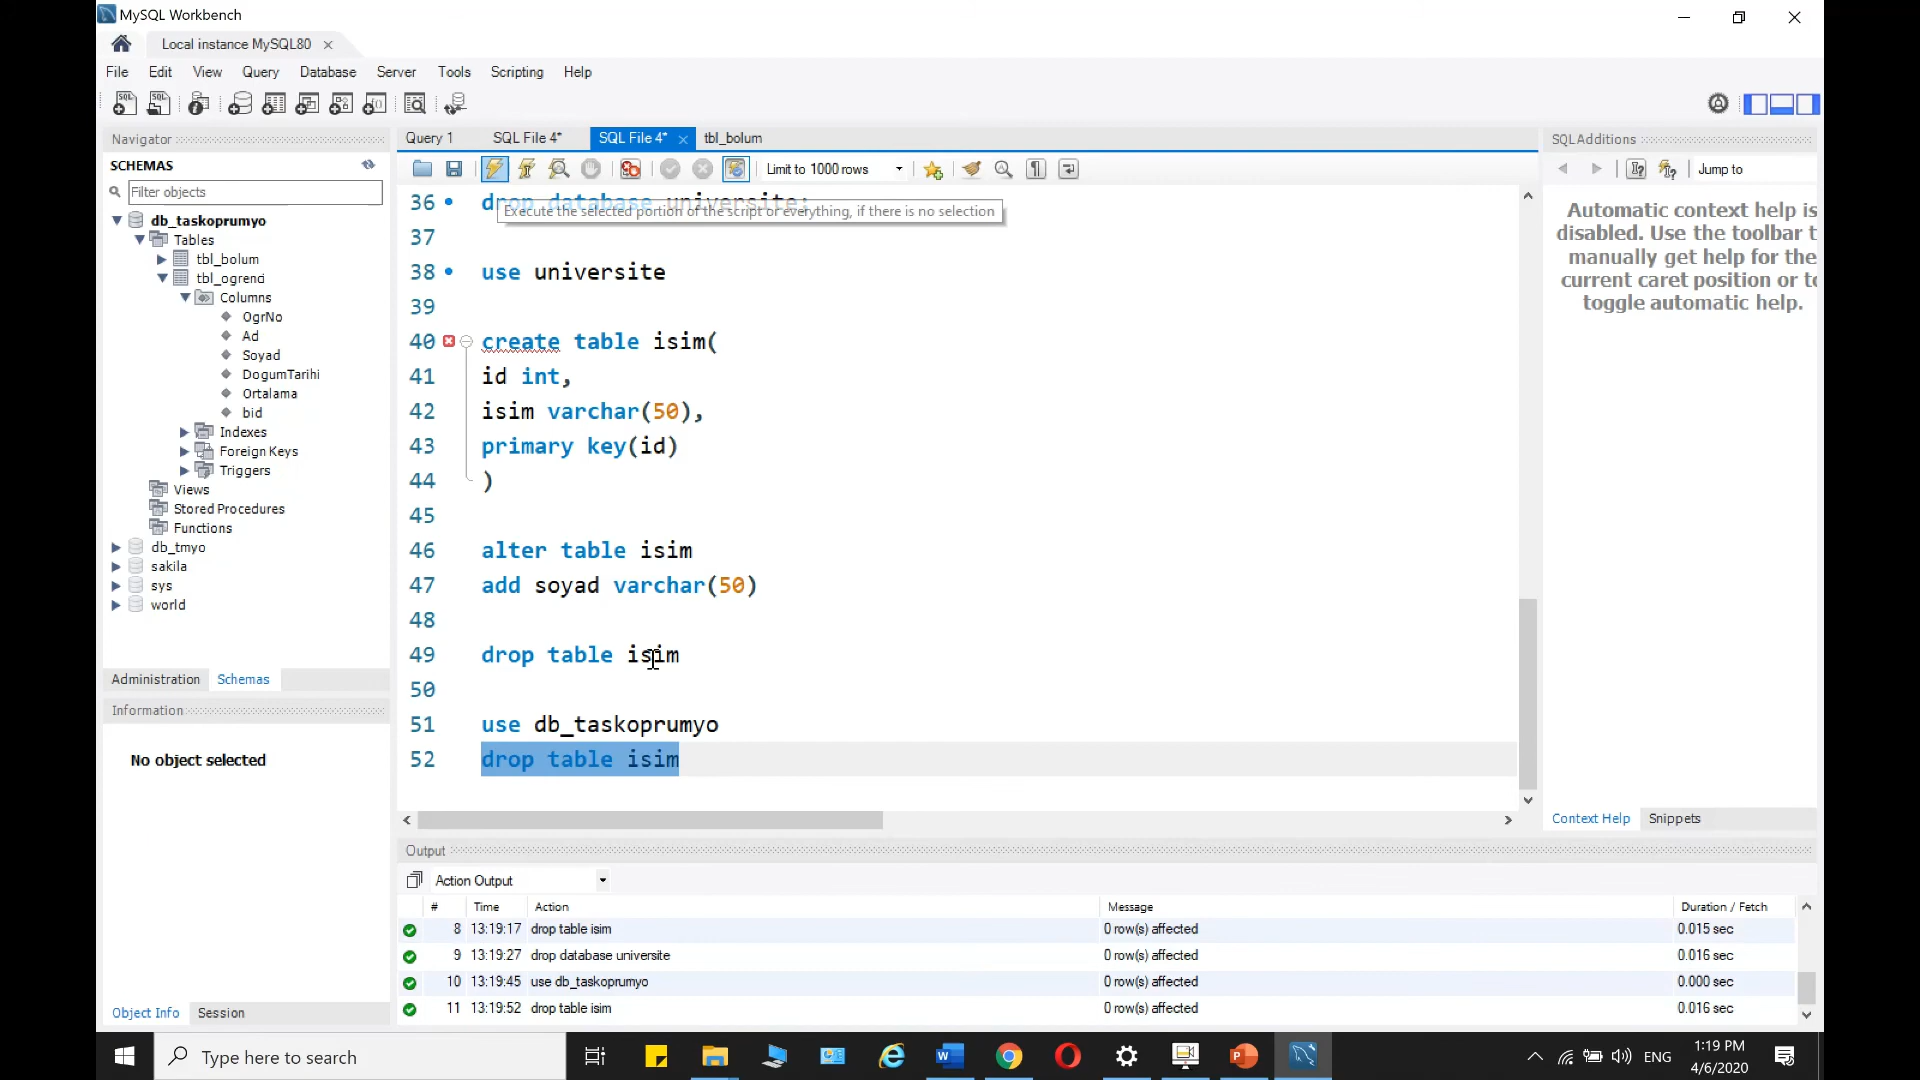 MySQL Workbench
Local instance MySQL80
File Edit View Query Database Server Tools Scripting Help
Navigator
SCHEMAS
Filter objects
db_taskoprumyo
Tables
tbl_bolum
tbl_ogrenci
Columns
OgrNo
Ad
Soyad
DogumTarihi
Ortalama
bid
Indexes
Foreign Keys
Triggers
Views
Stored Procedures
Functions
db_tmyo
sakila
sys
world
Administration Schemas
Information
No object selected
Object Info Session
Query 1 SQL File 4* SQL File 4* tbl_bolum
Limit to 1000 rows
36 drop database universite;
Execute the selected portion of the script or everything, if there is no selection
37
38 use universite
39
40 create table isim(
41 id int,
42 isim varchar(50),
43 primary key(id)
44 )
45
46 alter table isim
47 add soyad varchar(50)
48
49 drop table isim
50
51 use db_taskoprumyo
52 drop table isim
SQLAdditions
Jump to
Automatic context help is
disabled. Use the toolbar t
manually get help for the
current caret position or to
toggle automatic help.
Context Help Snippets
Output
Action Output
# Time Action Message Duration / Fetch
8 13:19:17 drop table isim 0 row(s) affected 0.015 sec
9 13:19:27 drop database universite 0 row(s) affected 0.016 sec
10 13:19:45 use db_taskoprumyo 0 row(s) affected 0.000 sec
11 13:19:52 drop table isim 0 row(s) affected 0.016 sec
Type here to search
ENG
1:19 PM
4/6/2020